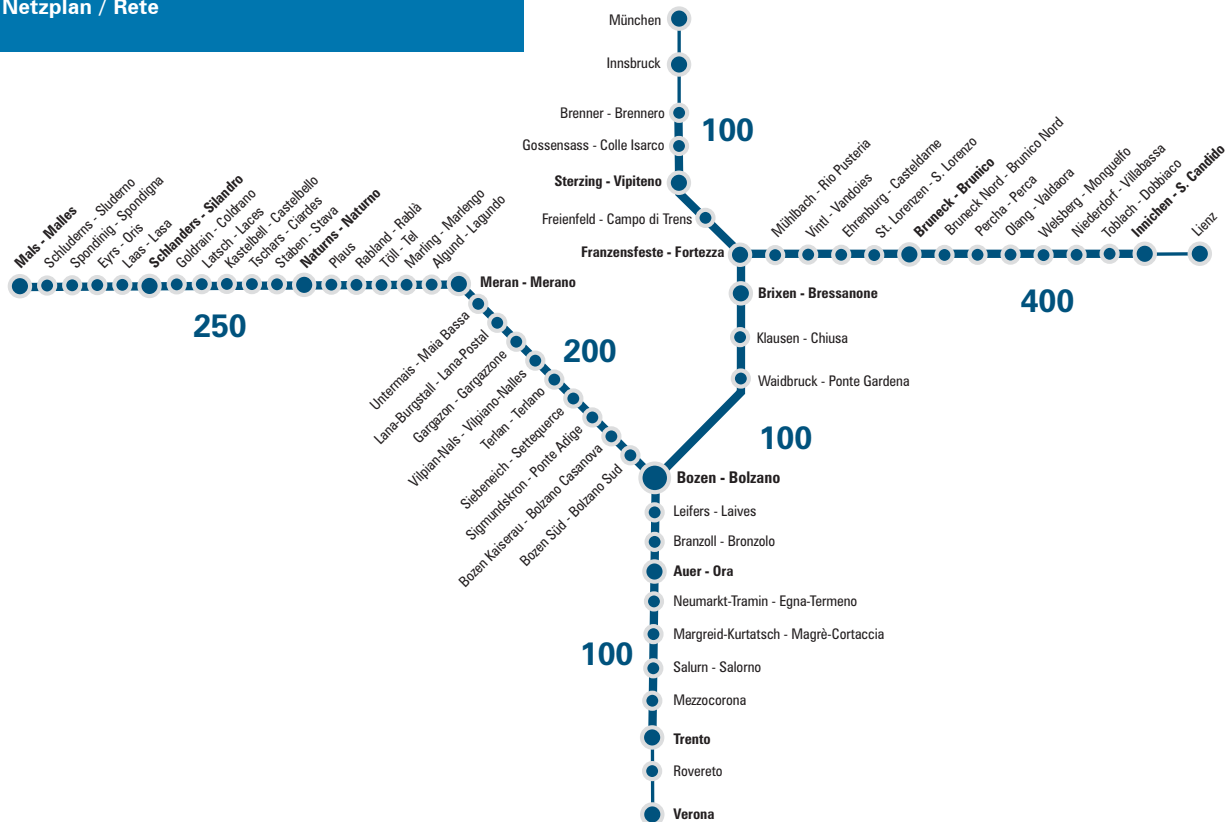 Netzplan / Rete
München
Innsbruck
Brenner - Brennero
Gossensass - Colle Isarco
Sterzing - Vipiteno
Freienfeld - Campo di Trens
Franzensfeste - Fortezza
100
Mals - Malles
Schluderns - Sluderno
Spondinig - Spondigna
Eyrs - Oris
Laas - Lasa
Schlanders - Silandro
Goldrain - Coldrano
Latsch - Laces
Kastelbell - Castelbello
Tschars - Ciardes
Staben - Stava
Naturns - Naturno
Plaus
Rabland - Rablà
Töll - Tel
Marling - Marlengo
Algund - Lagundo
Meran - Merano
250
Mühlbach - Rio Pusteria
Vintl - Vandoies
Ehrenburg - Casteldarne
St. Lorenzen - S. Lorenzo
Bruneck - Brunico
Bruneck Nord - Brunico Nord
Percha - Perca
Olang - Valdaora
Welsberg - Monguelfo
Niederdorf - Villabassa
Toblach - Dobbiaco
Innichen - S. Candido
Lienz
400
Brixen - Bressanone
Klausen - Chiusa
Waidbruck - Ponte Gardena
100
Untermais - Maia Bassa
Lana-Burgstall - Lana-Postal
Gargazon - Gargazzone
Vilpian-Nals - Vilpiano-Nalles
Terlan - Terlano
Siebeneich - Settequerce
Sigmundskron - Ponte Adige
Bozen Kaiserau - Bolzano Casanova
Bozen Süd - Bolzano Sud
200
Bozen - Bolzano
Leifers - Laives
Branzoll - Bronzolo
Auer - Ora
Neumarkt-Tramin - Egna-Termeno
Margreid-Kurtatsch - Magrè-Cortaccia
100
Salurn - Salorno
Mezzocorona
Trento
Rovereto
Verona